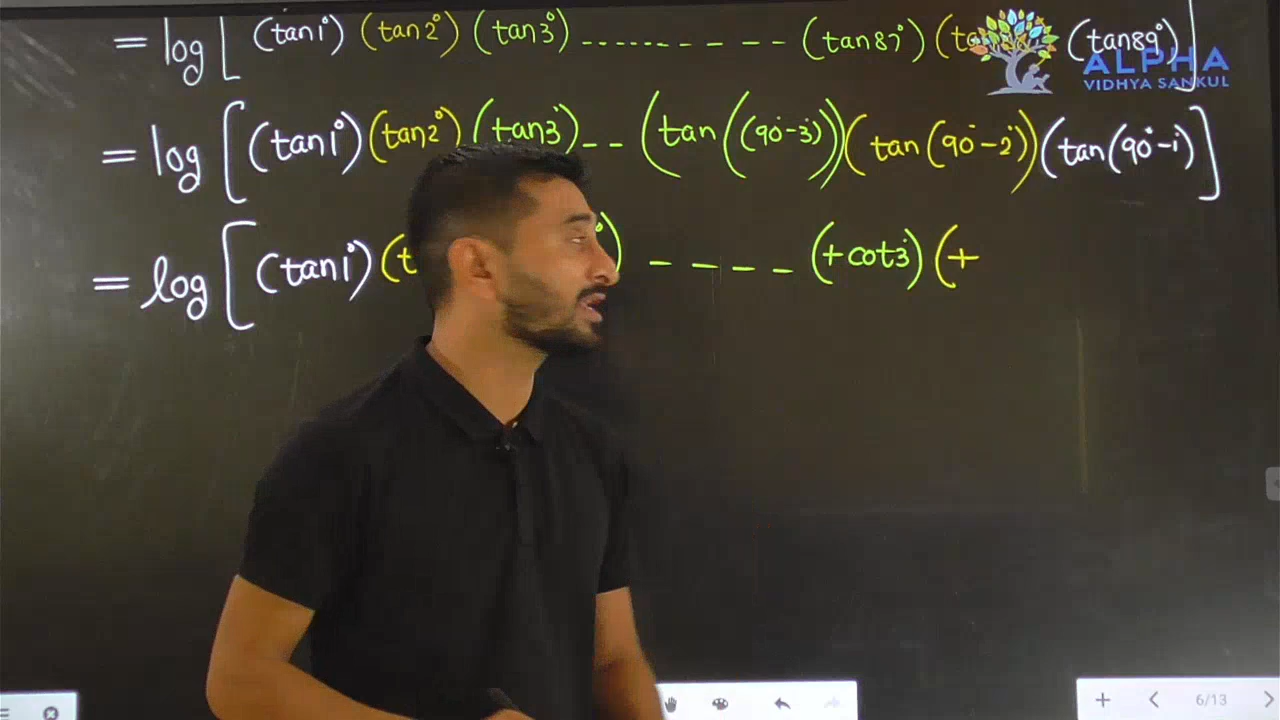 = log [ (tan1°) (tan2°) (tan3°) ........ - - - - (tan87°) (ta (tan89°) ]
ALPHA
VIDHYA SANKUL
= log [ (tan1°) (tan2°) (tan3°) - - (tan((90°-3°)) (tan(90°-2°)) (tan(90°-1°) ]
= log [ (tan1°) (t °) - - - - (+cot3°) (+
6/13